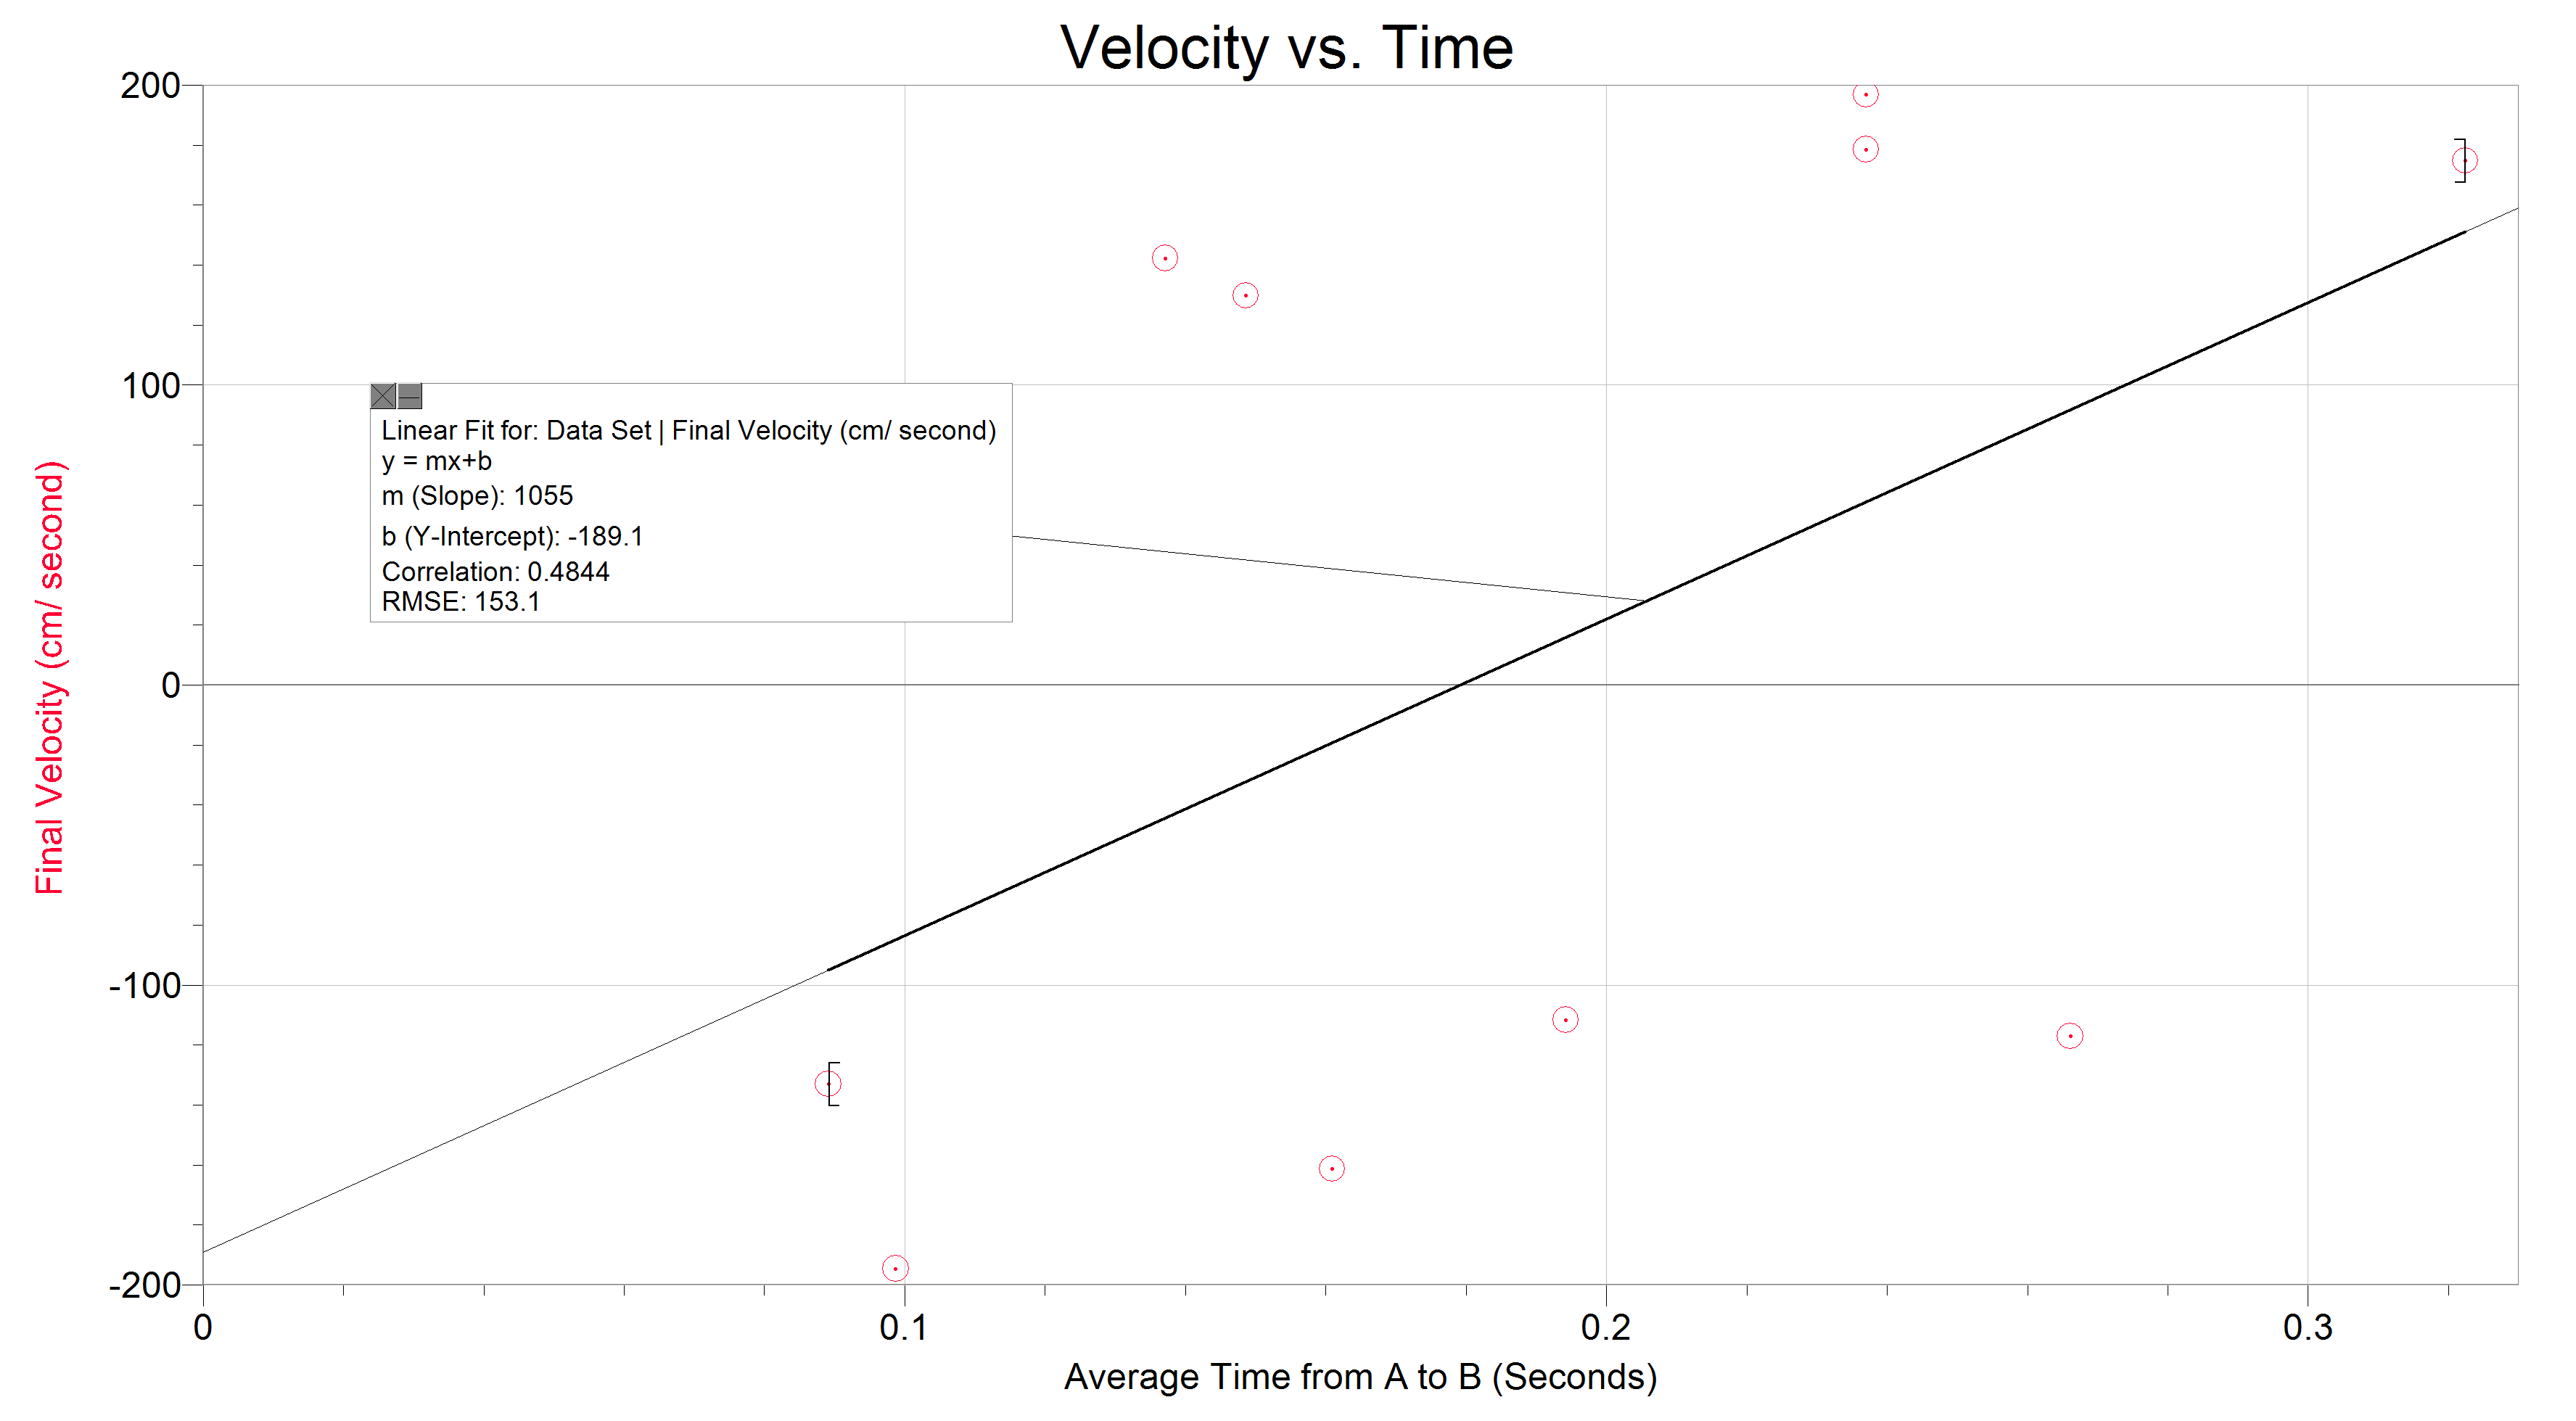 Velocity vs. Time
200
100
0
-100
-200
Final Velocity (cm/ second)
Linear Fit for: Data Set | Final Velocity (cm/ second)
y = mx+b
m (Slope): 1055
b (Y-Intercept): -189.1
Correlation: 0.4844
RMSE: 153.1
0 0.1 0.2 0.3
Average Time from A to B (Seconds)